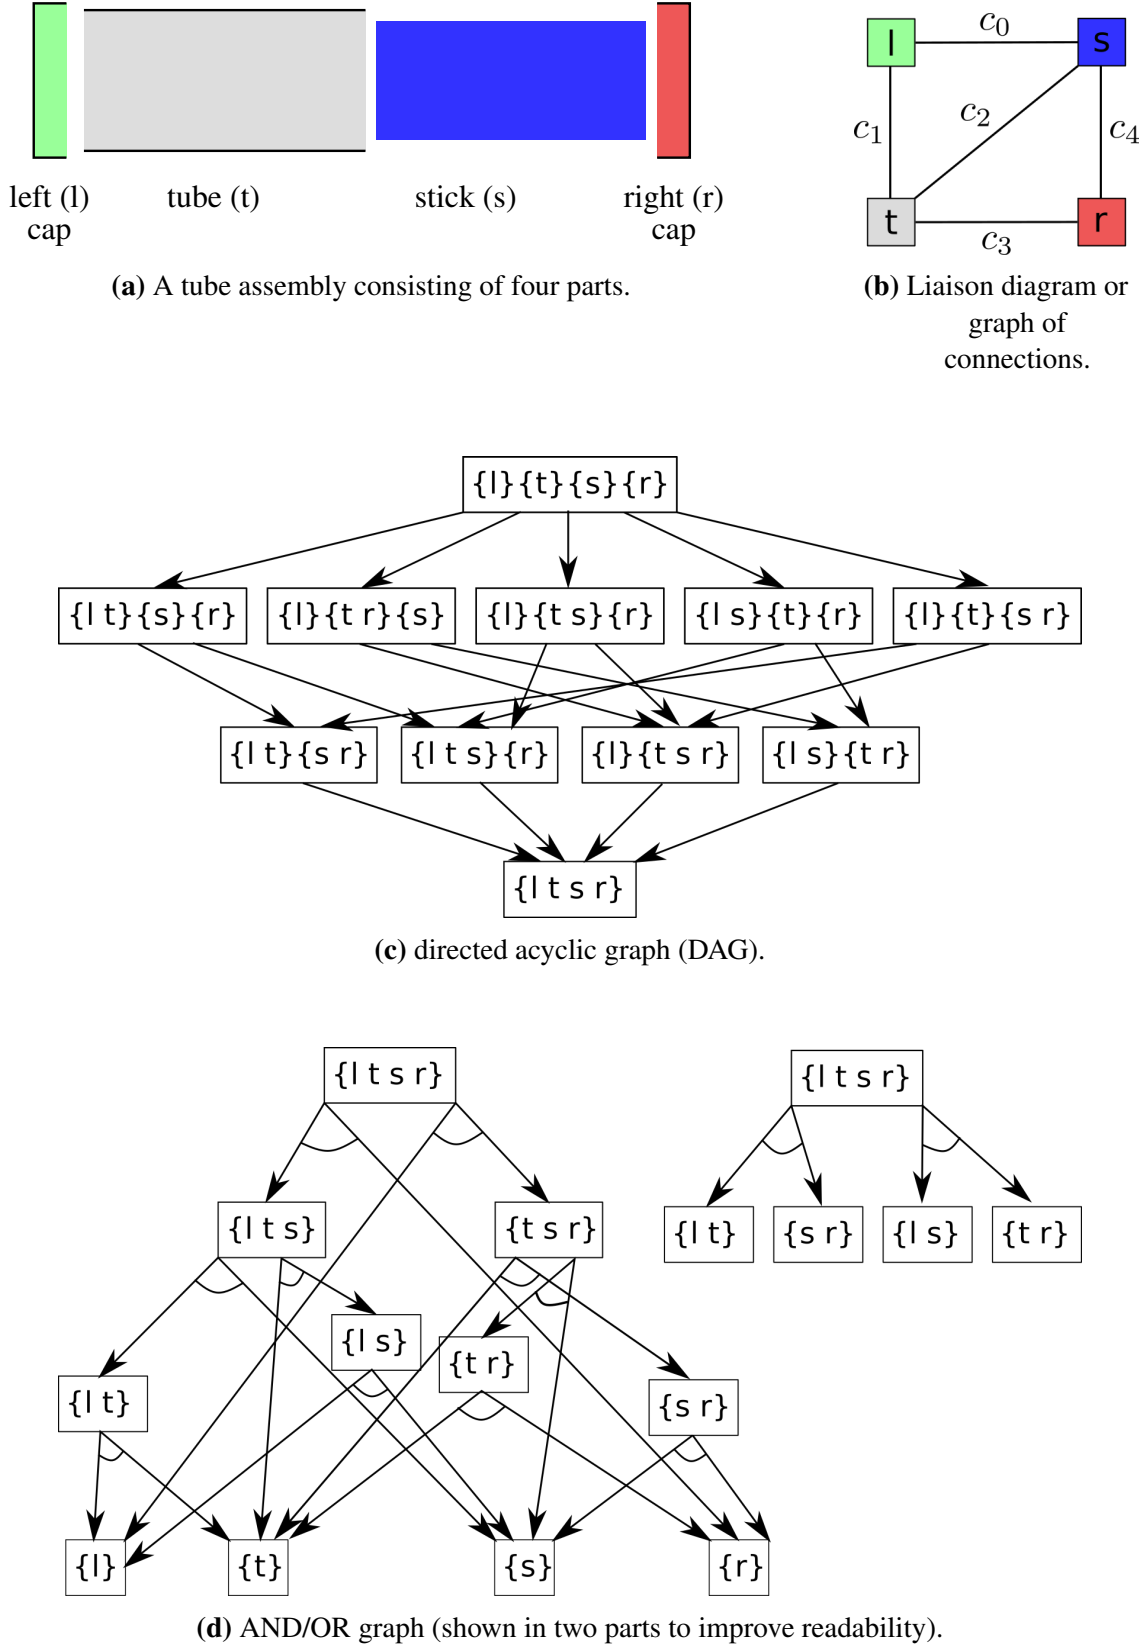 left (l)
cap
tube (t)
stick (s)
right (r)
cap
(a) A tube assembly consisting of four parts.
l
c0
s
c1
c2
c4
t
c3
r
(b) Liaison diagram or
graph of
connections.
{l}{t}{s}{r}
{l t}{s}{r}
{l}{t r}{s}
{l}{t s}{r}
{l s}{t}{r}
{l}{t}{s r}
{l t}{s r}
{l t s}{r}
{l}{t s r}
{l s}{t r}
{l t s r}
(c) directed acyclic graph (DAG).
{l t s r}
{l t s}
{t s r}
{l s}
{t r}
{l t}
{s r}
{l}
{t}
{s}
{r}
{l t s r}
{l t}
{s r}
{l s}
{t r}
(d) AND/OR graph (shown in two parts to improve readability).